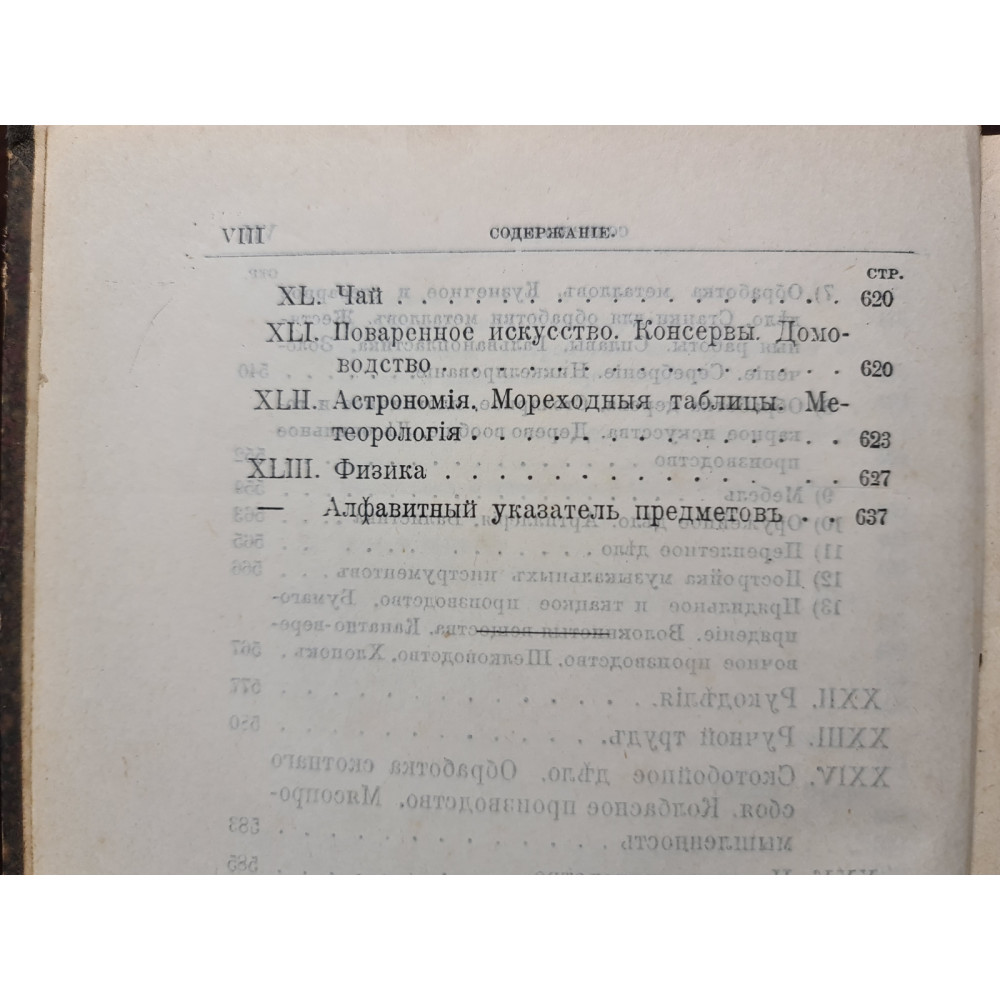 VIII СОДЕРЖАНІЕ.
СТР.
XL. Чай . . . . . . . . . . . . . . . . 620
XLI. Поваренное искусство. Консервы. Домо-
водство . . . . . . . . . . . . . . 620
XLII. Астрономія. Мореходныя таблицы. Ме-
теорологія . . . . . . . . . . . . . 623
XLIII. Физика . . . . . . . . . . . . . . 627
— Алфавитный указатель предметовъ . . 637